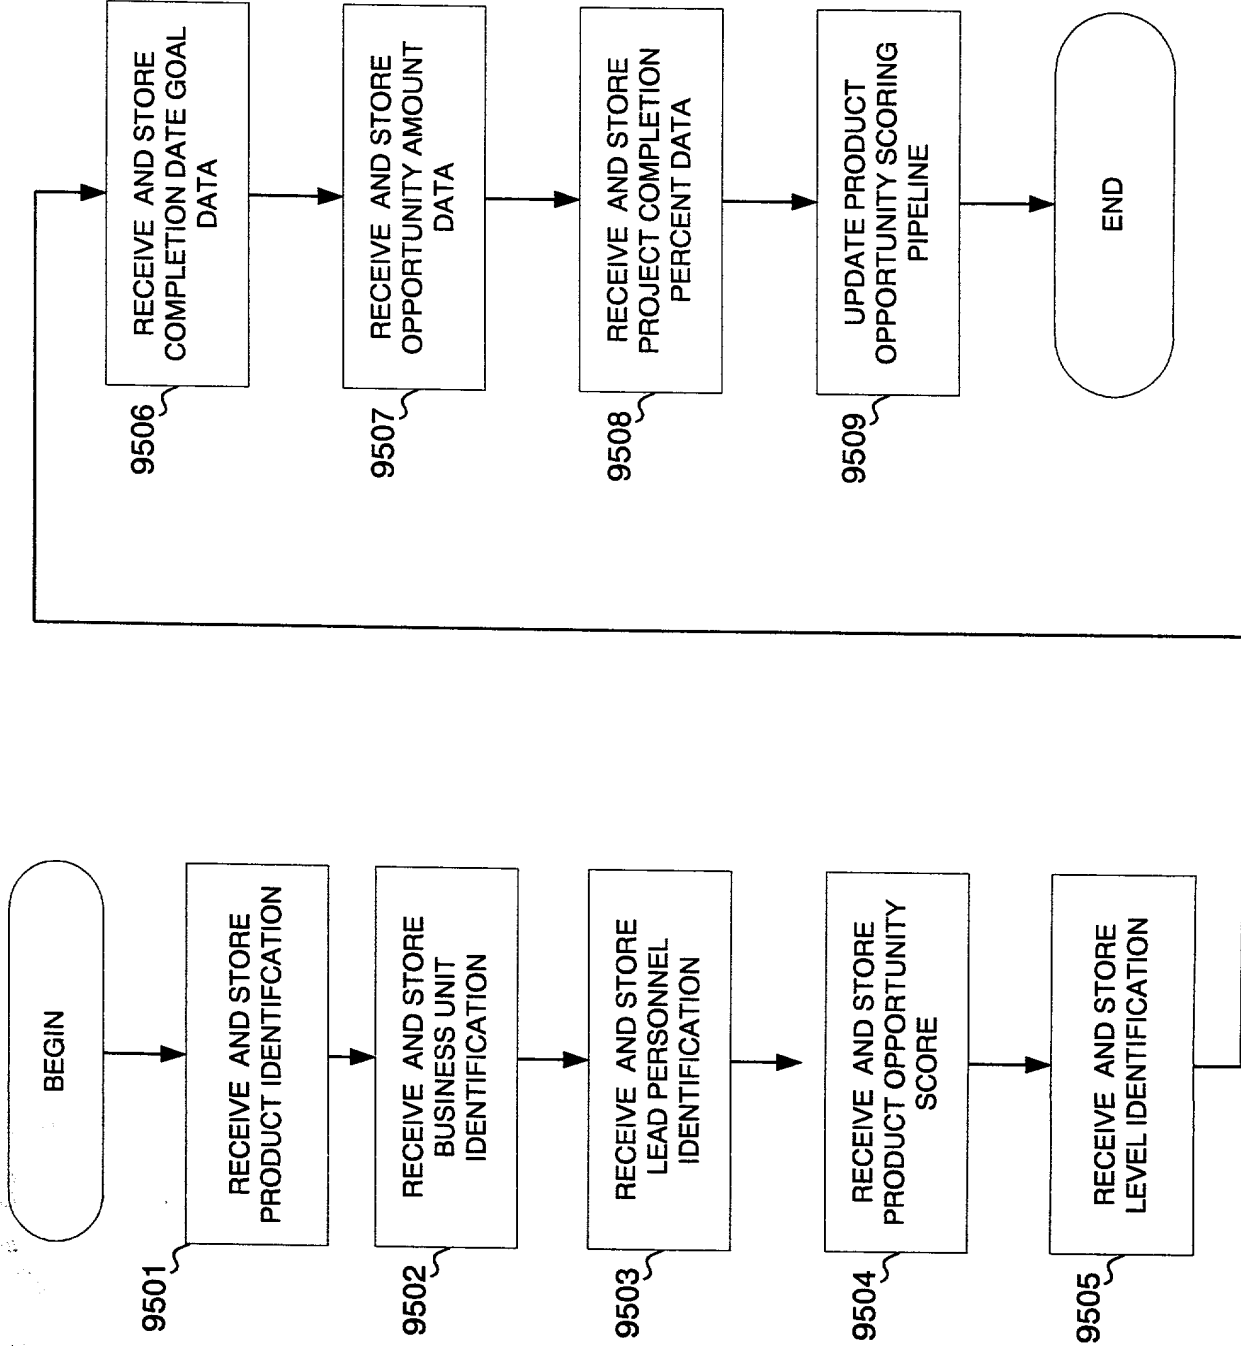 BEGIN
9501
RECEIVE AND STORE
PRODUCT IDENTIFCATION
9502
RECEIVE AND STORE
BUSINESS UNIT
IDENTIFICATION
9503
RECEIVE AND STORE
LEAD PERSONNEL
IDENTIFICATION
9504
RECEIVE AND STORE
PRODUCT OPPORTUNITY
SCORE
9505
RECEIVE AND STORE
LEVEL IDENTIFICATION
9506
RECEIVE AND STORE
COMPLETION DATE GOAL
DATA
9507
RECEIVE AND STORE
OPPORTUNITY AMOUNT
DATA
9508
RECEIVE AND STORE
PROJECT COMPLETION
PERCENT DATA
9509
UPDATE PRODUCT
OPPORTUNITY SCORING
PIPELINE
END